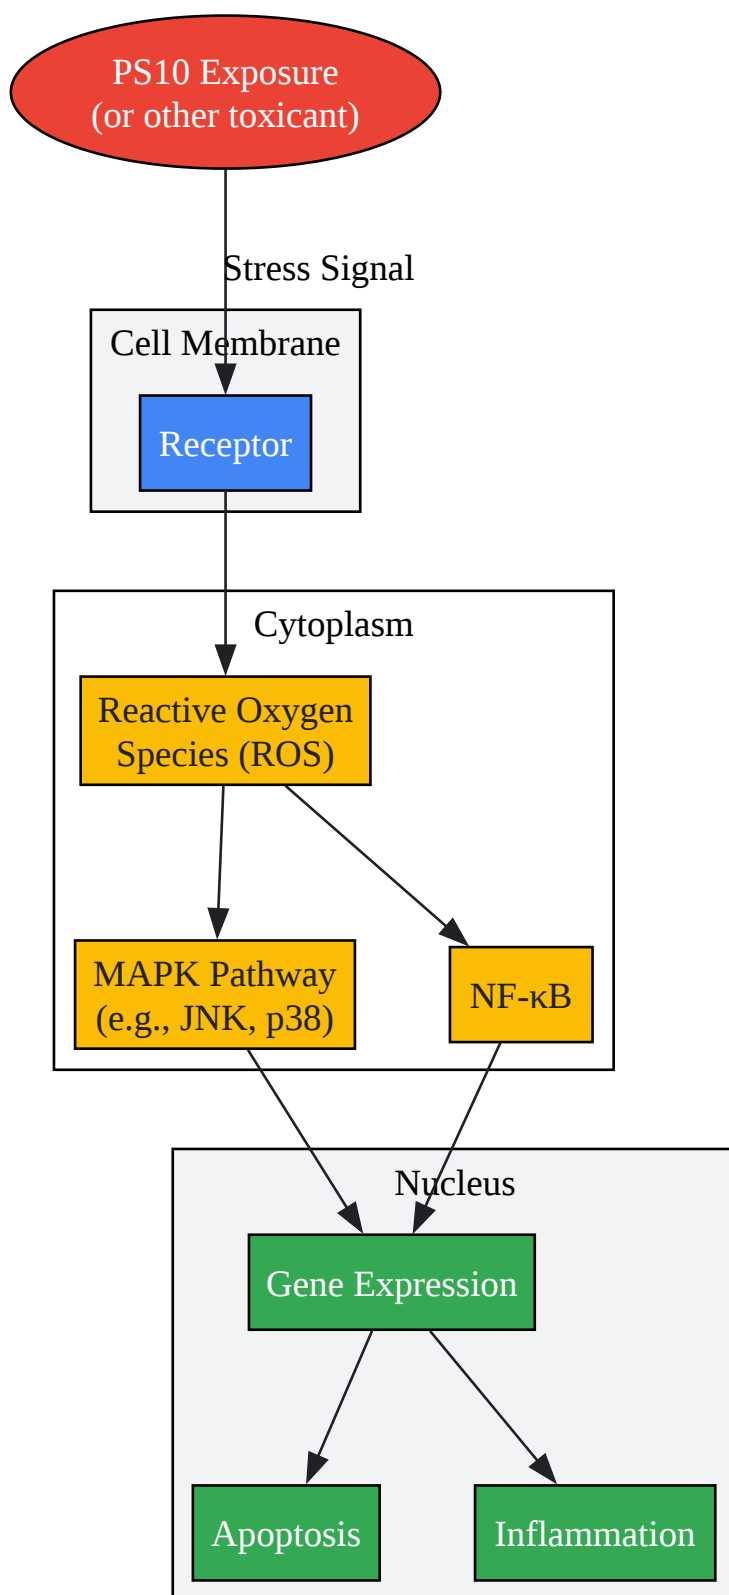 PS10 Exposure
(or other toxicant)
Stress Signal
Cell Membrane
Receptor
Cytoplasm
Reactive Oxygen
Species (ROS)
MAPK Pathway
(e.g., JNK, p38)
NF-κB
Nucleus
Gene Expression
Apoptosis
Inflammation